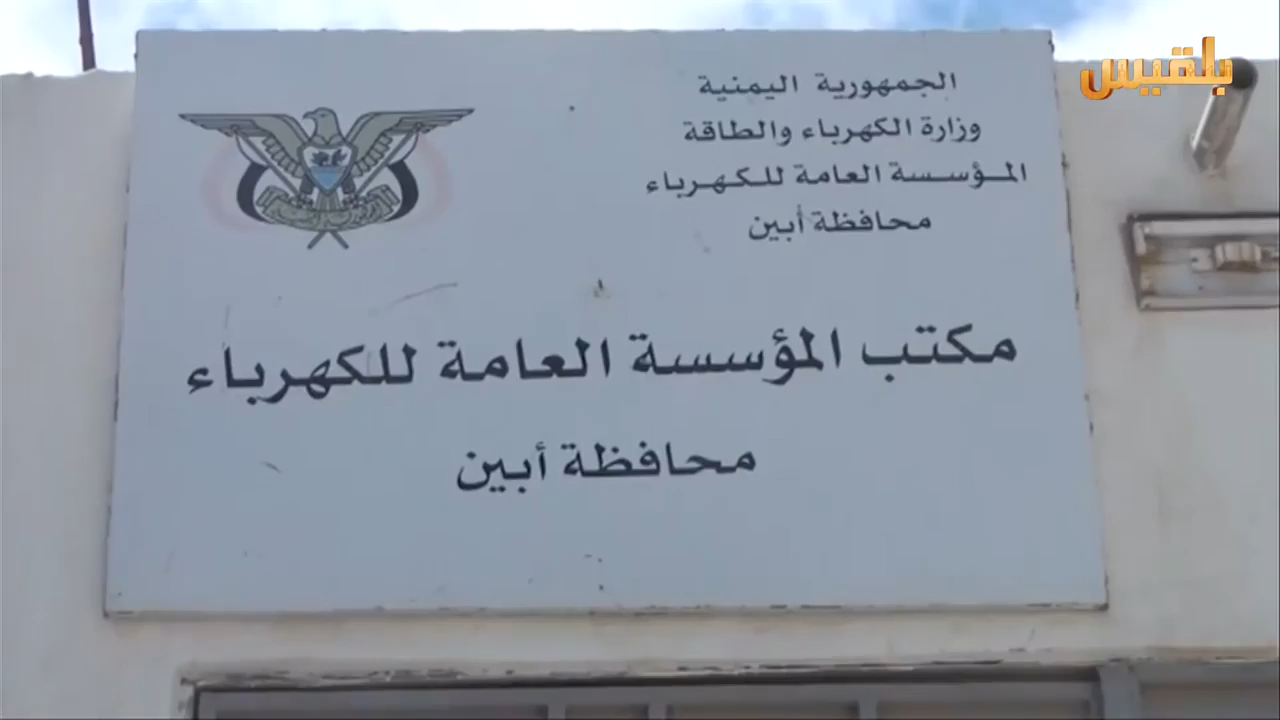 بلقيس
الجمهورية اليمنية
وزارة الكهرباء والطاقة
المؤسسة العامة للكهرباء
محافظة أبين
مكتب المؤسسة العامة للكهرباء
محافظة أبين